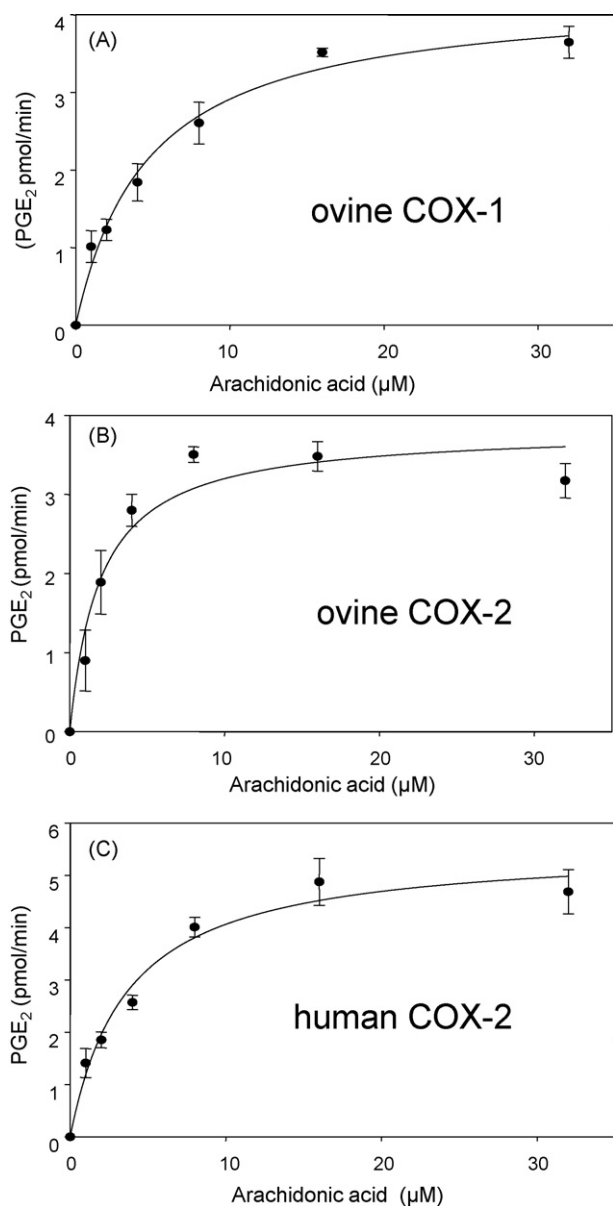 (A)
4
3
2
1
0
(PGE₂ pmol/min)
ovine COX-1
0 10 20 30
Arachidonic acid (µM)
(B)
4
3
2
1
0
PGE₂ (pmol/min)
ovine COX-2
0 10 20 30
Arachidonic acid (µM)
(C)
6
5
4
3
2
1
0
PGE₂ (pmol/min)
human COX-2
0 10 20 30
Arachidonic acid (µM)